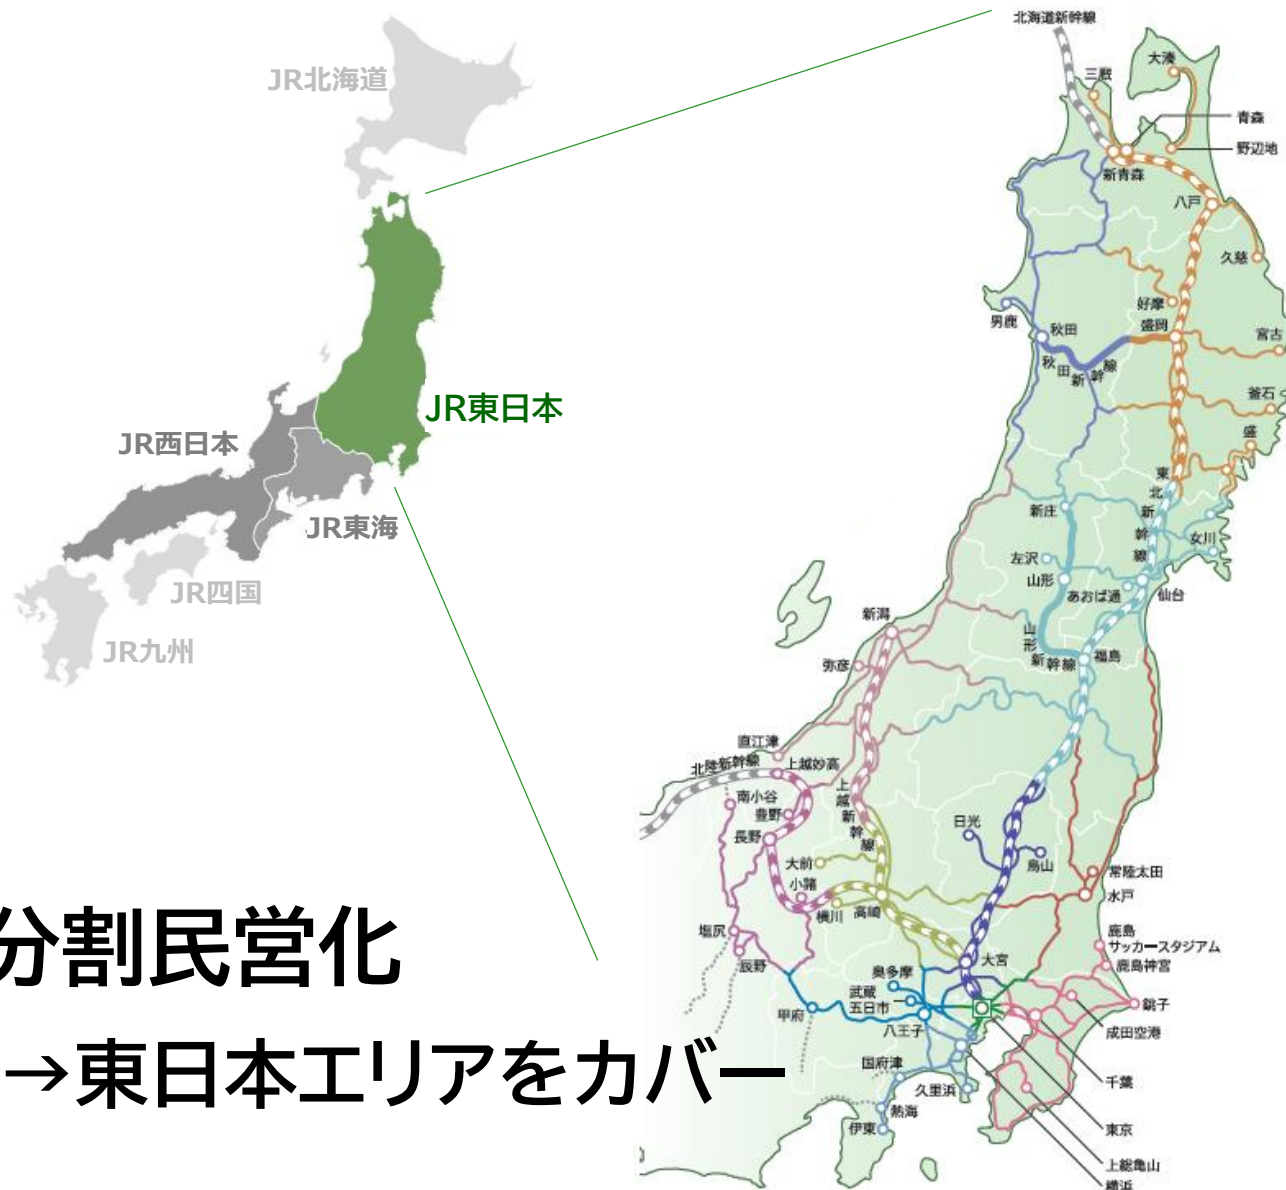 JR北海道
JR東日本
JR西日本
JR東海
JR四国
JR九州
分割民営化
→東日本エリアをカバー
北海道新幹線
大湊
三厩
青森
野辺地
新青森
八戸
久慈
好摩
男鹿
秋田
盛岡
宮古
秋田新幹線
釜石
盛
東北新幹線
新庄
女川
左沢
山形
あおば通
仙台
新潟
山形新幹線
福島
弥彦
直江津
北陸新幹線
上越妙高
上越新幹線
南小谷
豊野
日光
長野
大前
烏山
常陸太田
小諸
水戸
横川
高崎
塩尻
鹿島
サッカースタジアム
辰野
大宮
鹿島神宮
奥多摩
武蔵
五日市
甲府
銚子
八王子
成田空港
国府津
久里浜
千葉
熱海
伊東
東京
上総亀山
横浜